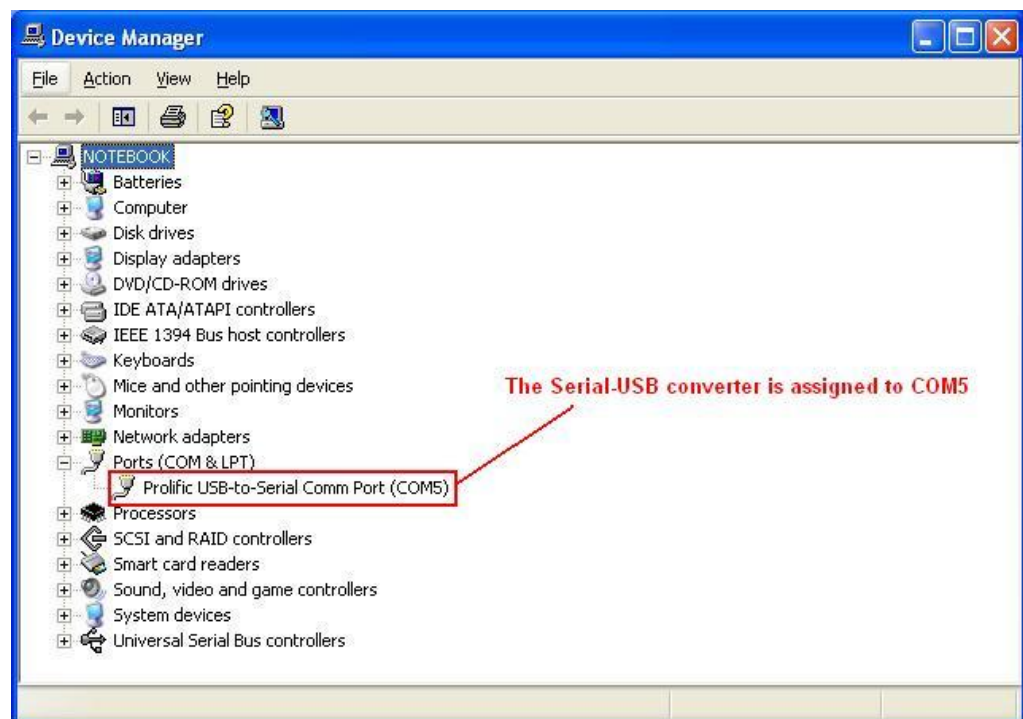 Device Manager
File Action View Help
NOTEBOOK
Batteries
Computer
Disk drives
Display adapters
DVD/CD-ROM drives
IDE ATA/ATAPI controllers
IEEE 1394 Bus host controllers
Keyboards
Mice and other pointing devices
The Serial-USB converter is assigned to COM5
Monitors
Network adapters
Ports (COM & LPT)
Prolific USB-to-Serial Comm Port (COM5)
Processors
SCSI and RAID controllers
Smart card readers
Sound, video and game controllers
System devices
Universal Serial Bus controllers